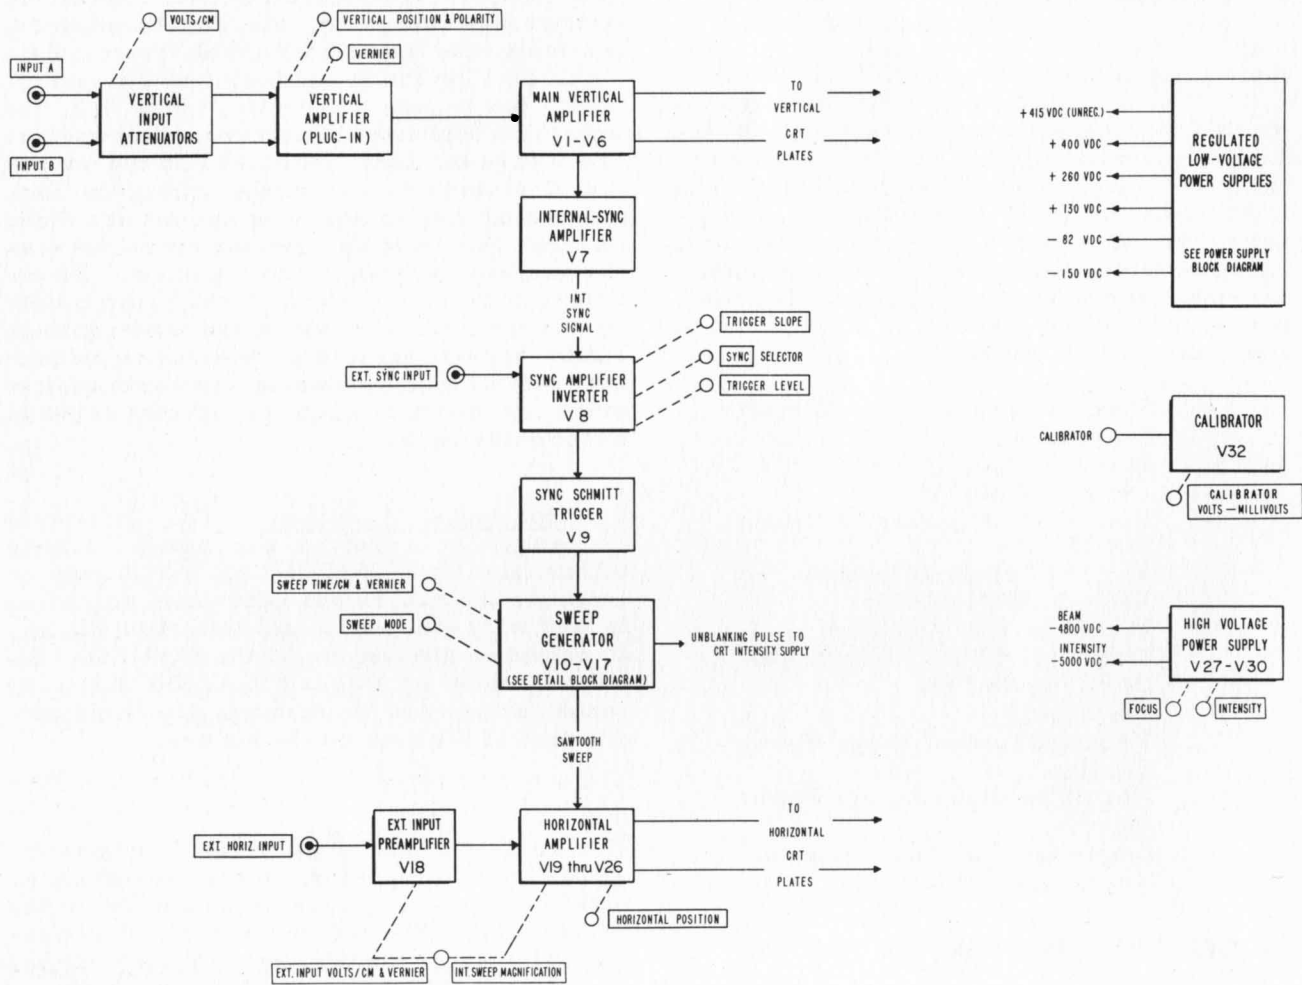 VOLTS/CM
VERTICAL POSITION & POLARITY
VERNIER
INPUT A
INPUT B
VERTICAL
INPUT
ATTENUATORS
VERTICAL
AMPLIFIER
(PLUG-IN)
MAIN VERTICAL
AMPLIFIER
V1-V6
TO
VERTICAL
CRT
PLATES
INTERNAL-SYNC
AMPLIFIER
V7
INT
SYNC
SIGNAL
EXT. SYNC INPUT
SYNC AMPLIFIER
INVERTER
V8
TRIGGER SLOPE
SYNC SELECTOR
TRIGGER LEVEL
SYNC SCHMITT
TRIGGER
V9
SWEEP TIME/CM & VERNIER
SWEEP MODE
SWEEP
GENERATOR
V10-V17
(SEE DETAIL BLOCK DIAGRAM)
UNBLANKING PULSE TO
CRT INTENSITY SUPPLY
SAWTOOTH
SWEEP
EXT. HORIZ. INPUT
EXT. INPUT
PREAMPLIFIER
V18
HORIZONTAL
AMPLIFIER
V19 thru V26
TO
HORIZONTAL
CRT
PLATES
HORIZONTAL POSITION
EXT. INPUT VOLTS/CM & VERNIER
INT SWEEP MAGNIFICATION
+ 415 VDC (UNREG.)
+ 400 VDC
+ 260 VDC
+ 130 VDC
- 82 VDC
- 150 VDC
REGULATED
LOW-VOLTAGE
POWER SUPPLIES
SEE POWER SUPPLY
BLOCK DIAGRAM
CALIBRATOR
CALIBRATOR
V32
CALIBRATOR
VOLTS — MILLIVOLTS
BEAM
-4800 VDC
INTENSITY
-5000 VDC
HIGH VOLTAGE
POWER SUPPLY
V27-V30
FOCUS
INTENSITY